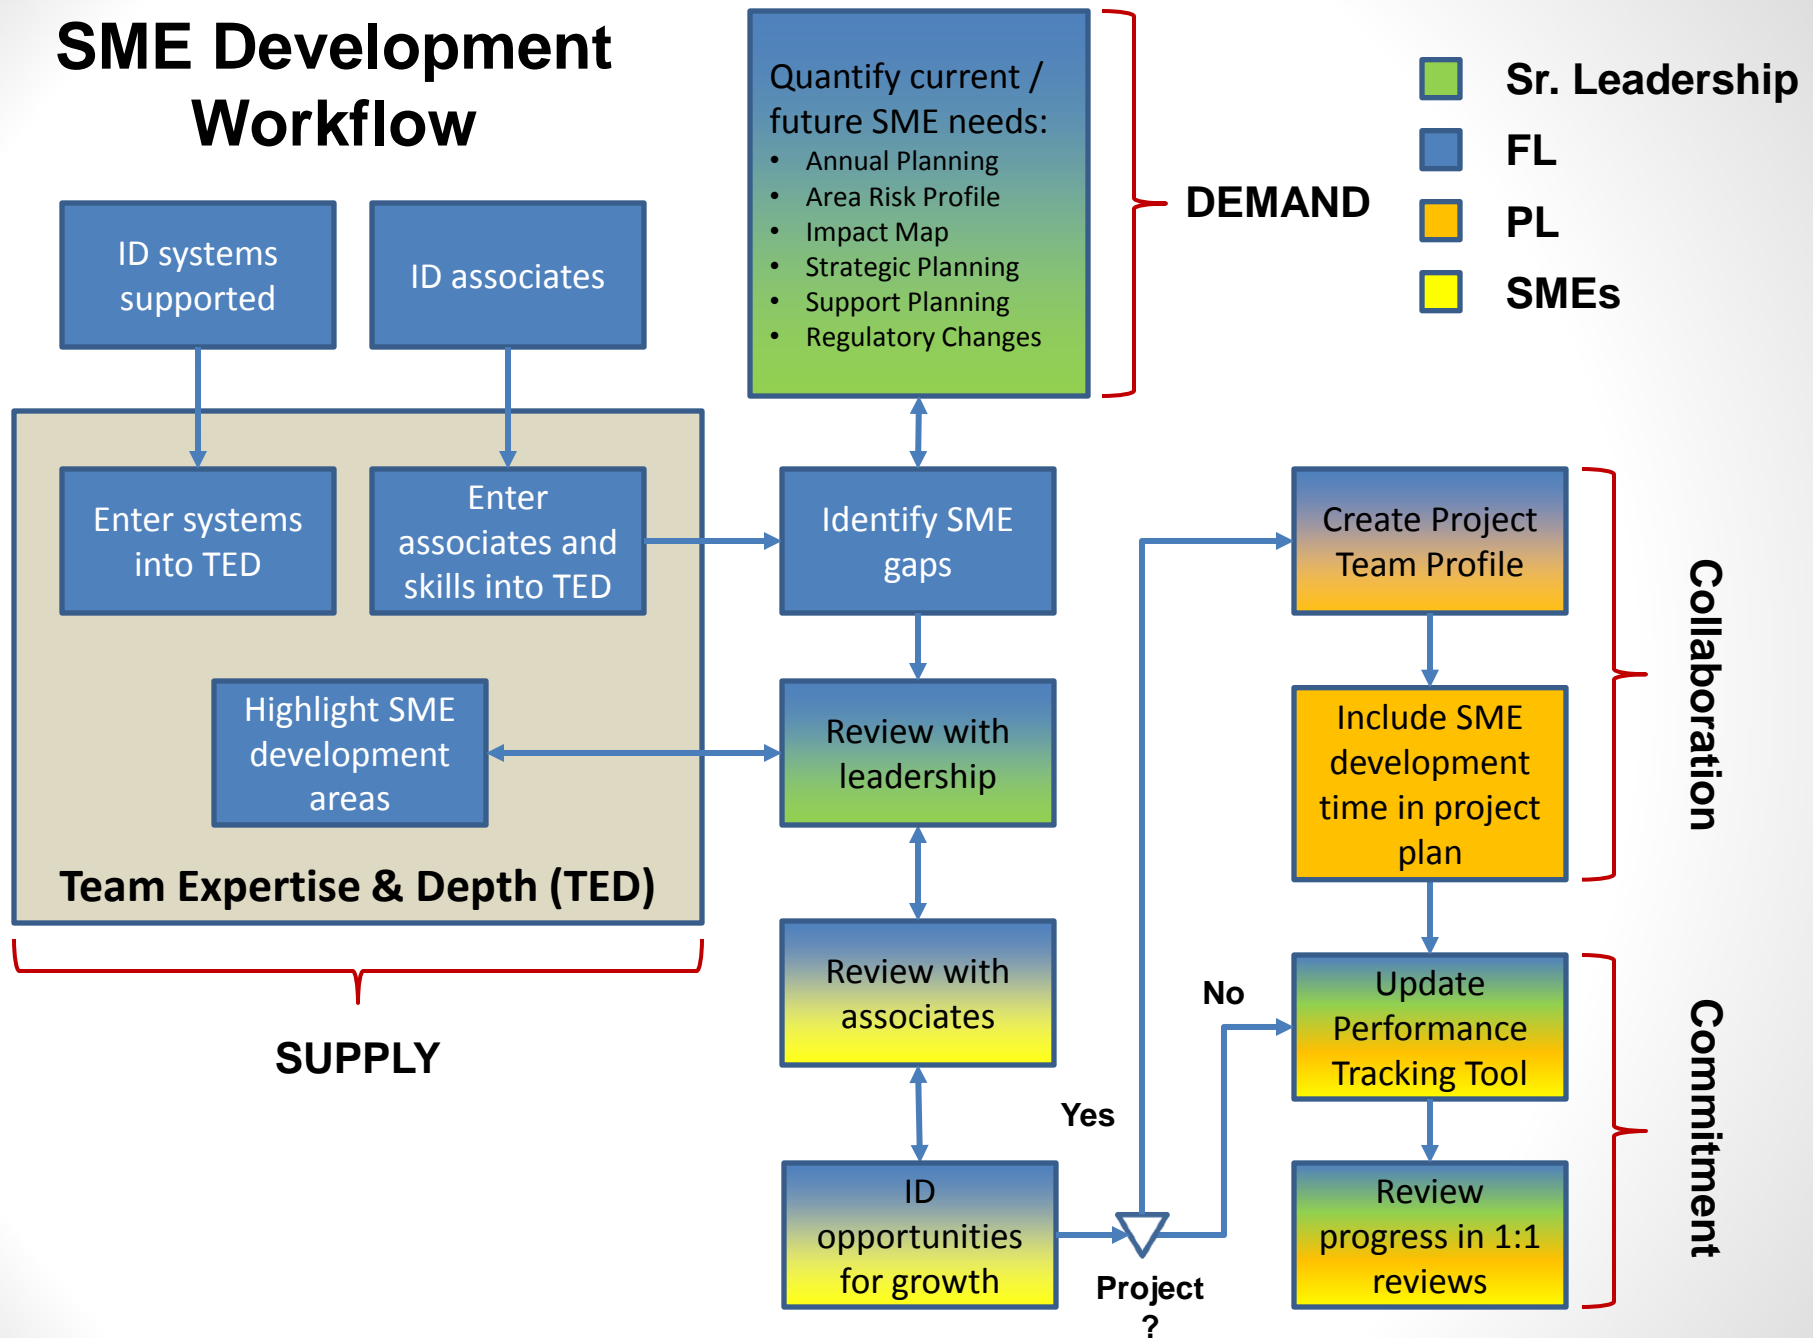 SME Development
Workflow
Quantify current /
future SME needs:
• Annual Planning
• Area Risk Profile
• Impact Map
• Strategic Planning
• Support Planning
• Regulatory Changes
DEMAND
Sr. Leadership
FL
PL
SMEs
ID systems
supported
ID associates
Enter systems
into TED
Enter
associates and
skills into TED
Identify SME
gaps
Highlight SME
development
areas
Review with
leadership
Team Expertise & Depth (TED)
SUPPLY
Review with
associates
ID
opportunities
for growth
Yes
No
Project
?
Create Project
Team Profile
Include SME
development
time in project
plan
Collaboration
Update
Performance
Tracking Tool
Review
progress in 1:1
reviews
Commitment